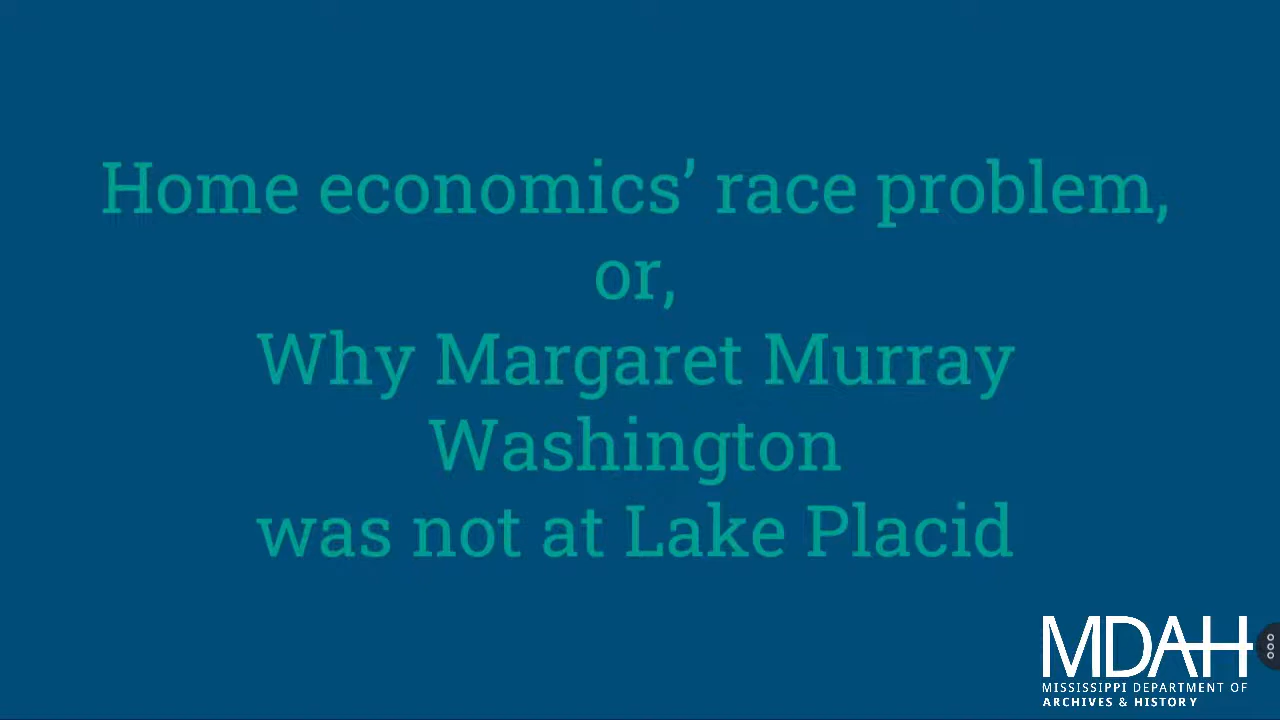 Home economics’ race problem,
or,
Why Margaret Murray
Washington
was not at Lake Placid
MDAH
MISSISSIPPI DEPARTMENT OF
ARCHIVES & HISTORY